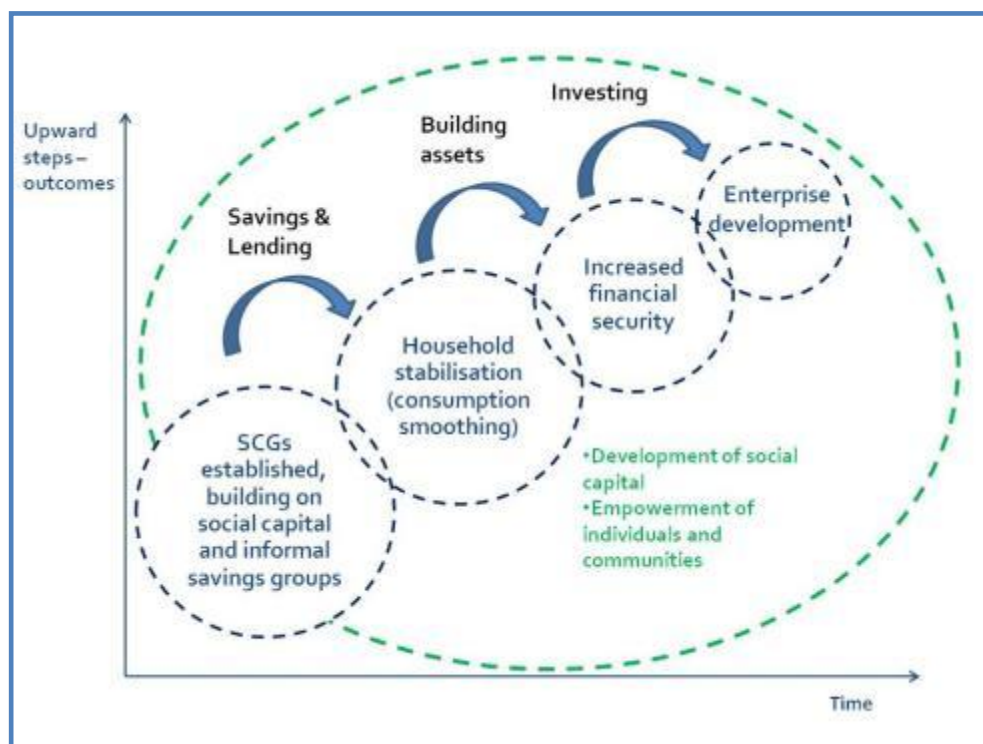 Upward
steps –
outcomes
Savings &
Lending
Building
assets
Investing
SCGs
established,
building on
social capital
and informal
savings groups
Household
stabilisation
(consumption
smoothing)
Increased
financial
security
Enterprise
development
•Development of social
capital
•Empowerment of
individuals and
communities
Time